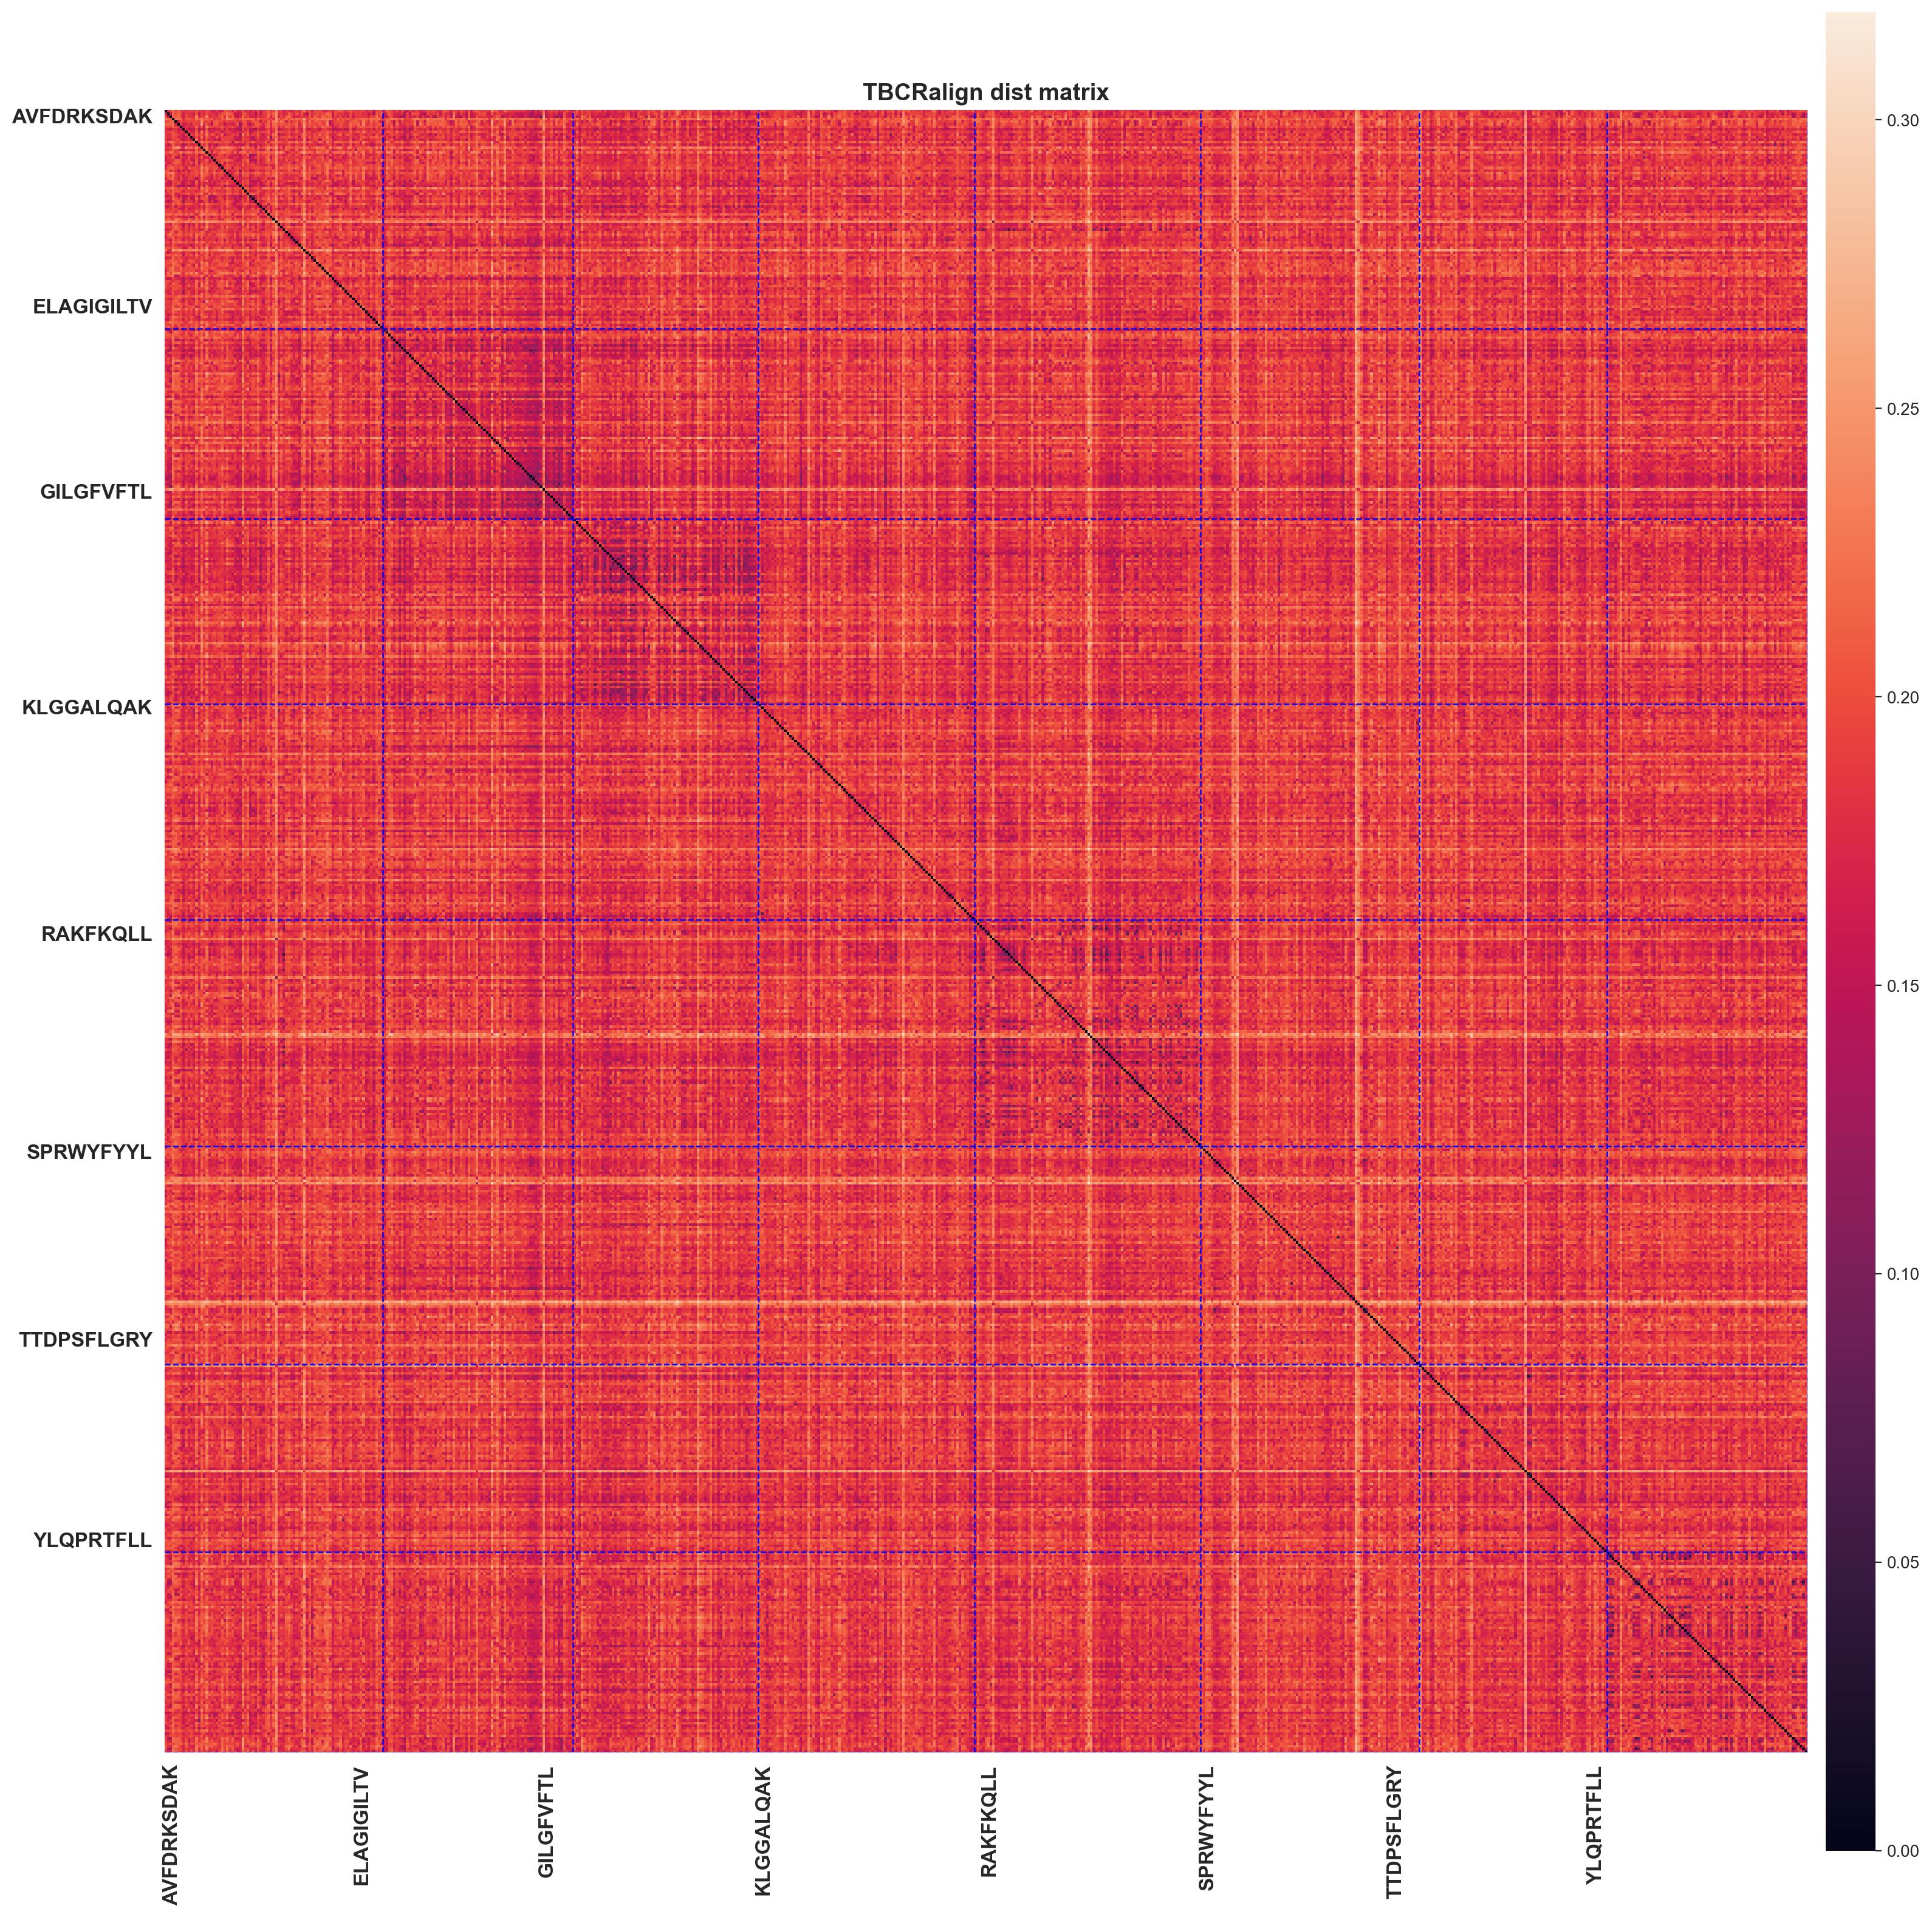 TBCRalign dist matrix
AVFDRKSDAK
ELAGIGILTV
GILGFVFTL
KLGGALQAK
RAKFKQLL
SPRWYFYYL
TTDPSFLGRY
YLQPRTFLL
AVFDRKSDAK
ELAGIGILTV
GILGFVFTL
KLGGALQAK
RAKFKQLL
SPRWYFYYL
TTDPSFLGRY
YLQPRTFLL
0.30
0.25
0.20
0.15
0.10
0.05
0.00